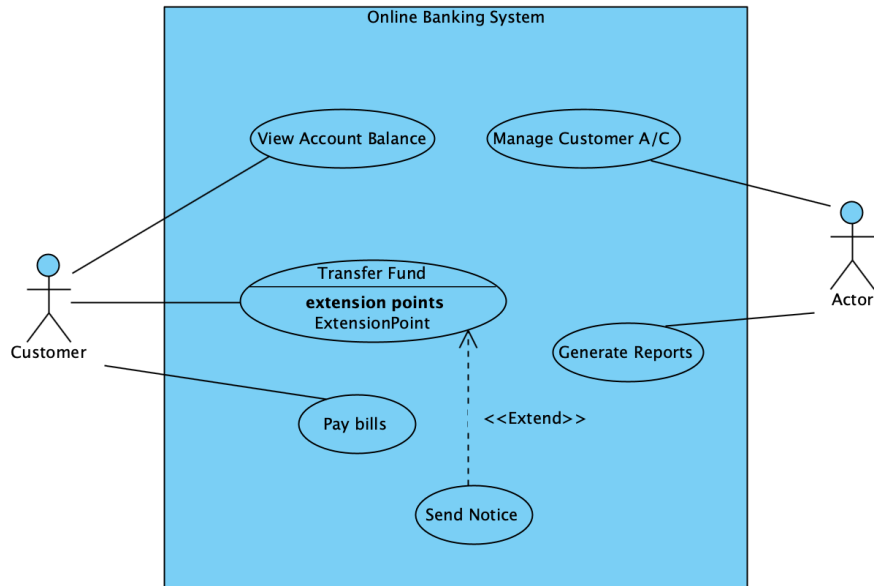 Online Banking System
View Account Balance
Manage Customer A/C
Transfer Fund
extension points
ExtensionPoint
Customer
Actor
Generate Reports
Pay bills
<<Extend>>
Send Notice